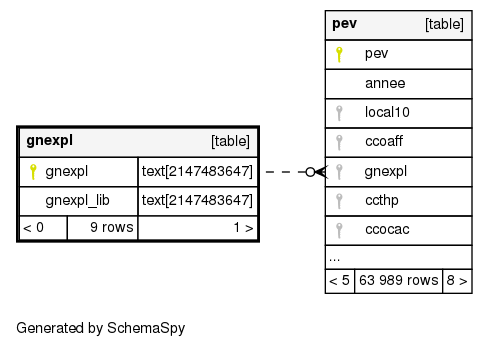 gnexpl [table]
gnexpl text[2147483647]
gnexpl_lib text[2147483647]
< 0 9 rows 1 >
pev [table]
pev
annee
local10
ccoaff
gnexpl
ccthp
ccocac
...
< 5 63 989 rows 8 >
Generated by SchemaSpy